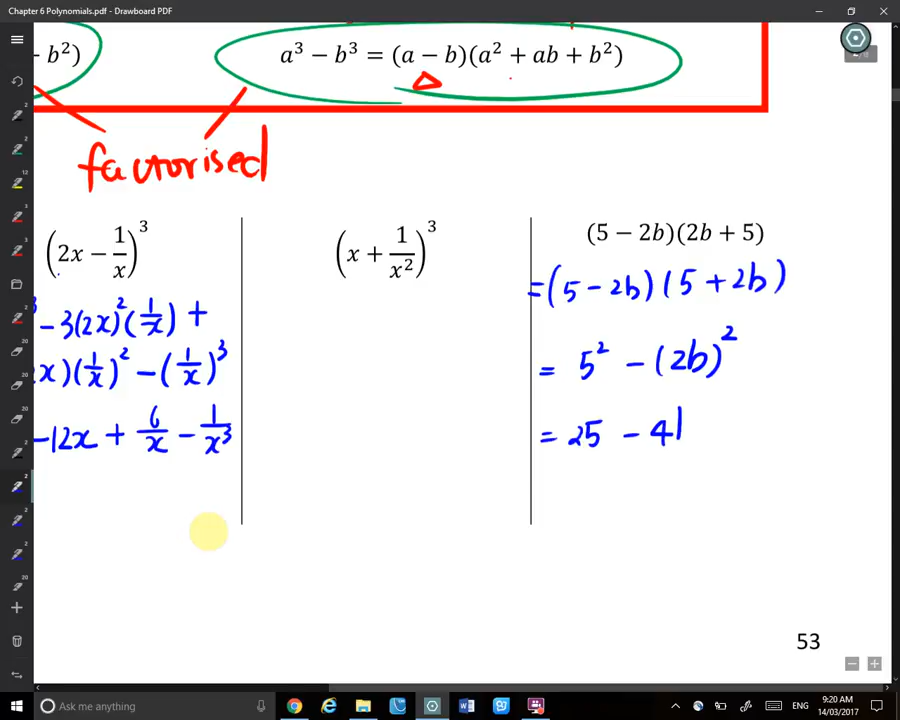 Chapter 6 Polynomials.pdf - Drawboard PDF
− b²)
a³ − b³ = (a − b)(a² + ab + b²)
factorised
(2x − 1/x)³
− 3(2x)²(1/x) +
x)(1/x)² − (1/x)³
− 12x + 6/x − 1/x³
(x + 1/x²)³
(5 − 2b)(2b + 5)
= (5 − 2b)(5 + 2b)
= 5² − (2b)²
= 25 − 4
53
Ask me anything
ENG
9:20 AM
14/03/2017